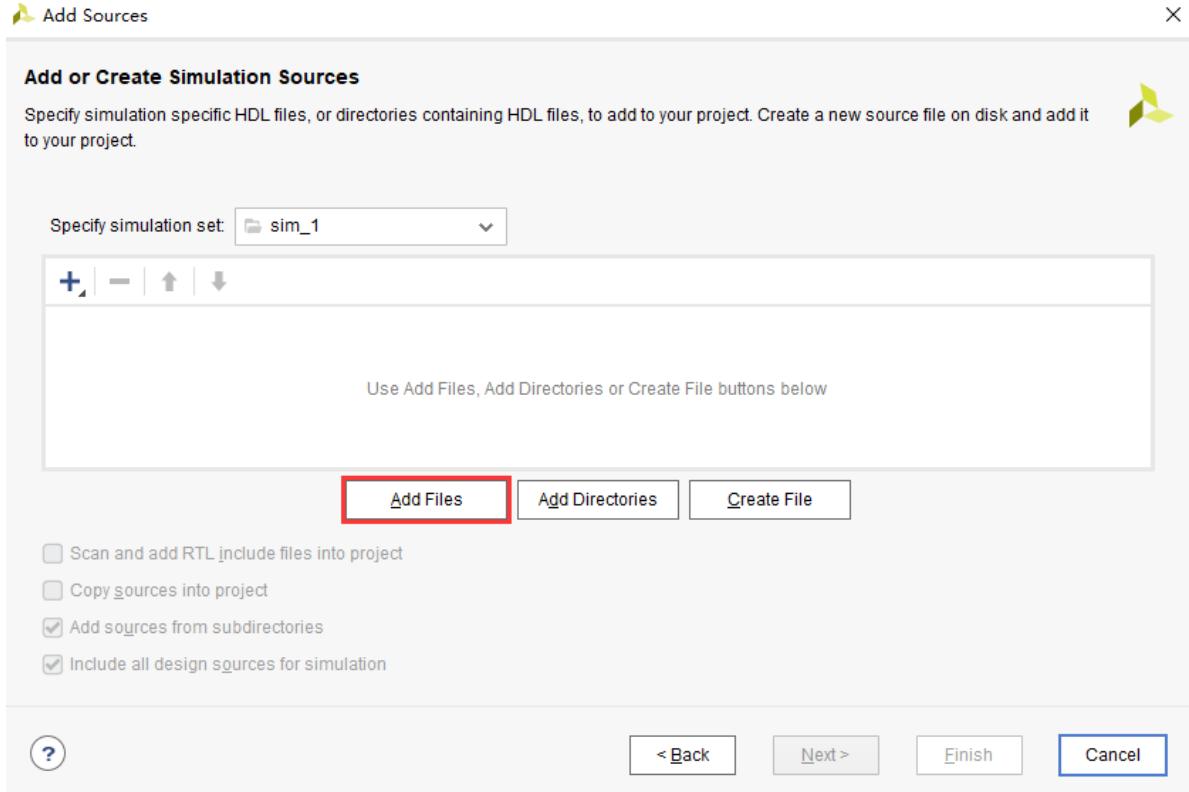 Add Sources
Add or Create Simulation Sources
Specify simulation specific HDL files, or directories containing HDL files, to add to your project. Create a new source file on disk and add it
to your project.
Specify simulation set: sim_1
Use Add Files, Add Directories or Create File buttons below
Add Files Add Directories Create File
Scan and add RTL include files into project
Copy sources into project
Add sources from subdirectories
Include all design sources for simulation
? < Back Next > Finish Cancel